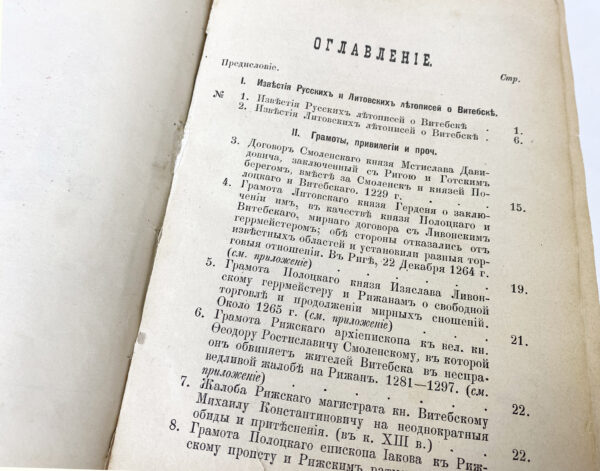 ОГЛАВЛЕНІЕ.
Предисловіе. Стр.
I. Извѣстія Русскихъ и Литовскихъ лѣтописей о Витебскѣ.
№ 1. Извѣстія Русскихъ лѣтописей о Витебскѣ . 1.
2. Извѣстія Литовскихъ лѣтописей о Витебскѣ . 6.
II. Грамоты, привилегіи и проч.
3. Договоръ Смоленскаго князя Мстислава Дави-
довича, заключенный съ Ригою и Готскимъ
берегомъ, вмѣстѣ за Смоленскъ и князей По-
лоцкаго и Витебскаго. 1229 г. . . . 15.
4. Грамота Литовскаго князя Герденя о заклю-
ченіи имъ, въ качествѣ князя Полоцкаго и
Витебскаго, мирнаго договора съ Ливонскимъ
геррмейстеромъ; обѣ стороны отказались отъ
извѣстныхъ областей и установили разныя тор-
говыя отношенія. Въ Ригѣ, 22 Декабря 1264 г.
(см. приложеніе) . . . . . . 19.
5. Грамота Полоцкаго князя Изяслава Ливон-
скому геррмейстеру и Рижанамъ о свободной
торговлѣ и продолженіи мирныхъ сношеній.
Около 1265 г. (см. приложеніе) . . . 21.
6. Грамота Рижскаго архіепископа къ вел. кн.
Ѳеодору Ростиславичу Смоленскому, въ которой
онъ обвиняетъ жителей Витебска въ неспра-
ведливой жалобѣ на Рижанъ. 1281—1297. (см.
приложеніе) . . . . . . 22.
7. Жалоба Рижскаго магистрата кн. Витебскому
Михаилу Константиновичу на неоднократныя
обиды и притѣсненія. (въ к. XIII в.) . . 22.
8. Грамота Полоцкаго епископа Іакова къ Риж-
скому пропсту и Рижскимъ